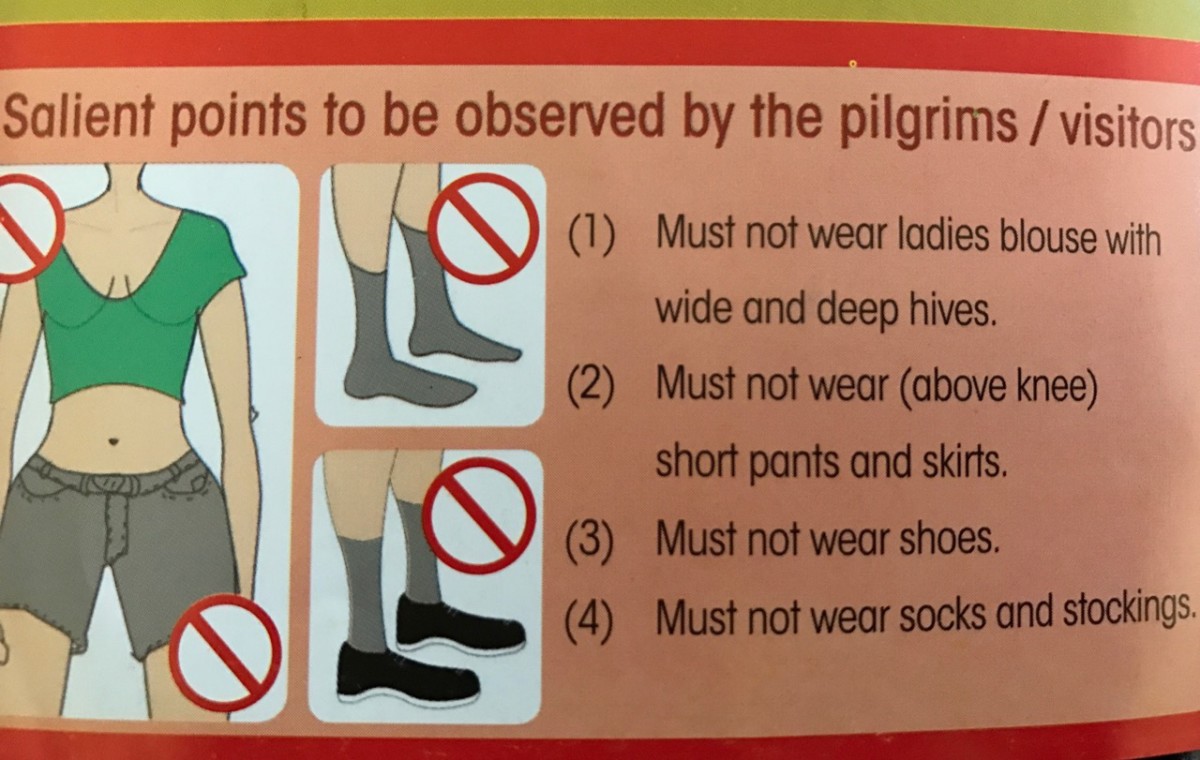 Salient points to be observed by the pilgrims / visitors
(1) Must not wear ladies blouse with
wide and deep hives.
(2) Must not wear (above knee)
short pants and skirts.
(3) Must not wear shoes.
(4) Must not wear socks and stockings.